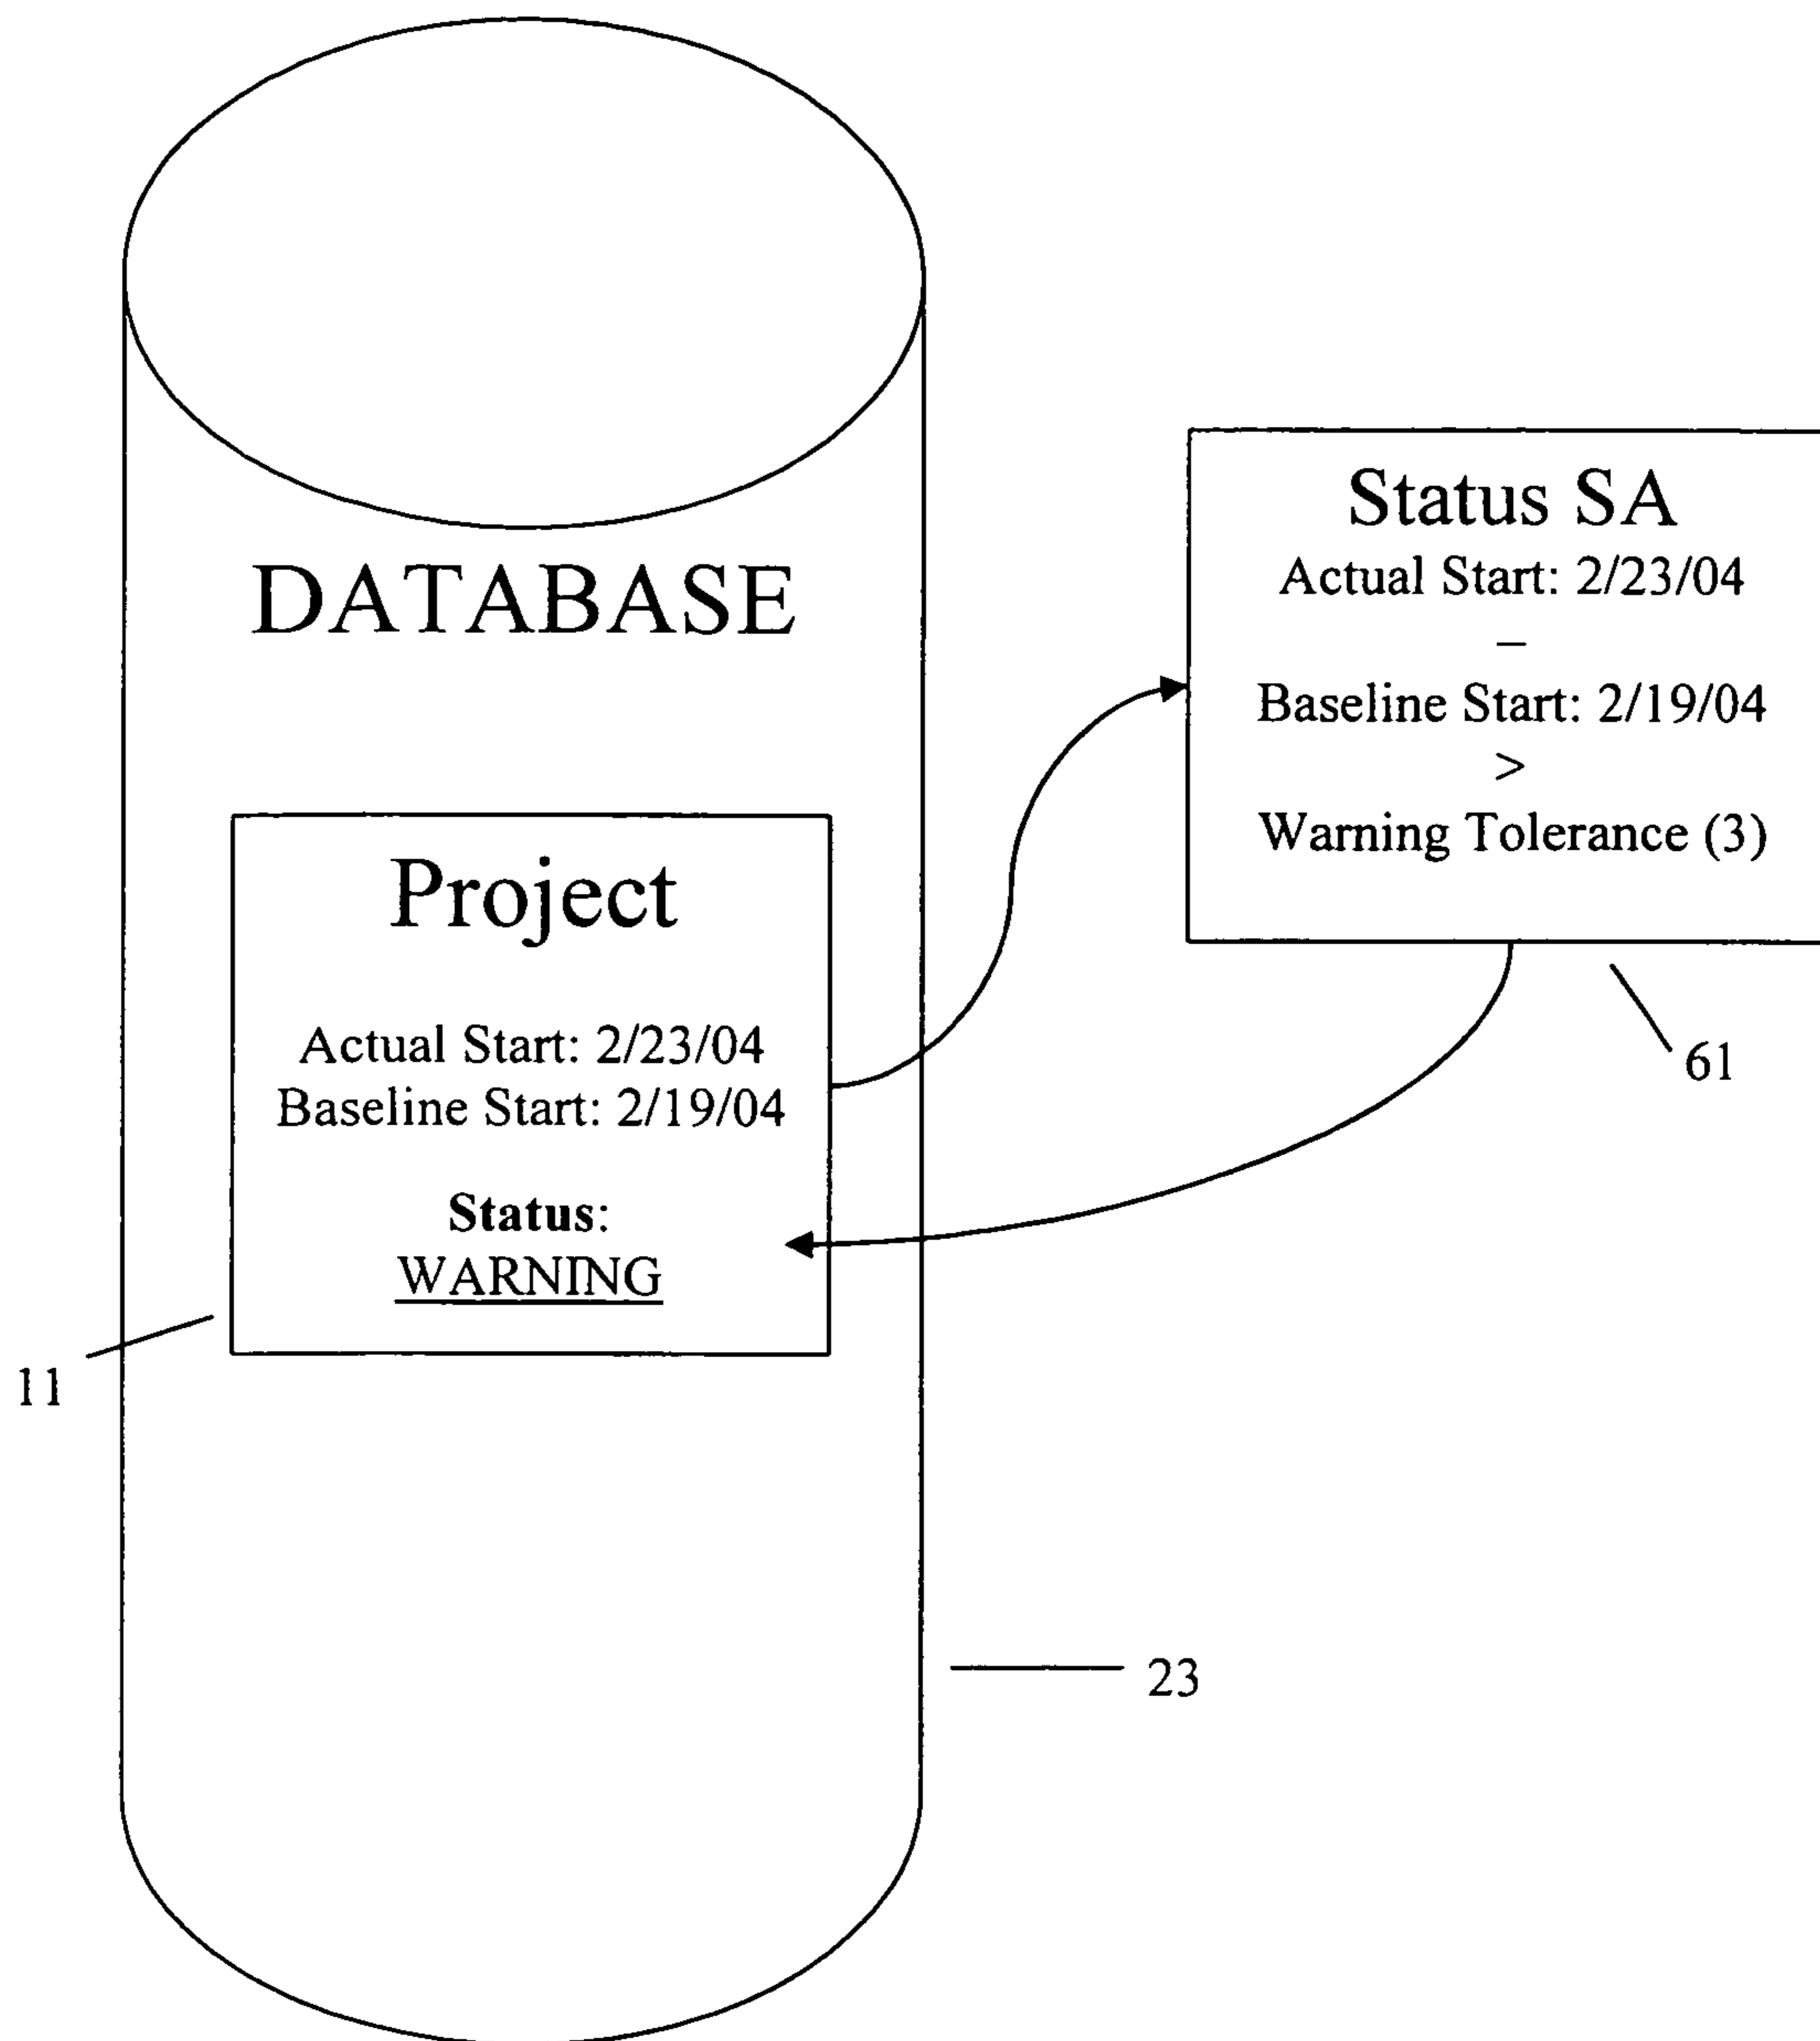 DATABASE
Project
Actual Start: 2/23/04
Baseline Start: 2/19/04
Status:
WARNING
11
Status SA
Actual Start: 2/23/04
–
Baseline Start: 2/19/04
>
Warning Tolerance (3)
61
23